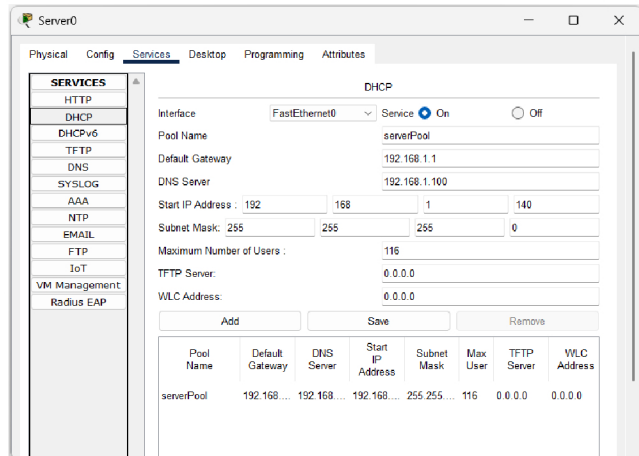 Server0
Physical Config Services Desktop Programming Attributes
SERVICES
HTTP
DHCP
DHCPv6
TFTP
DNS
SYSLOG
AAA
NTP
EMAIL
FTP
IoT
VM Management
Radius EAP
DHCP
Interface FastEthernet0 Service On Off
Pool Name serverPool
Default Gateway 192.168.1.1
DNS Server 192.168.1.100
Start IP Address : 192 168 1 140
Subnet Mask: 255 255 255 0
Maximum Number of Users : 116
TFTP Server: 0.0.0.0
WLC Address: 0.0.0.0
Add Save Remove
Pool Name Default Gateway DNS Server Start IP Address Subnet Mask Max User TFTP Server WLC Address
serverPool 192.168.... 192.168.... 192.168.... 255.255.... 116 0.0.0.0 0.0.0.0